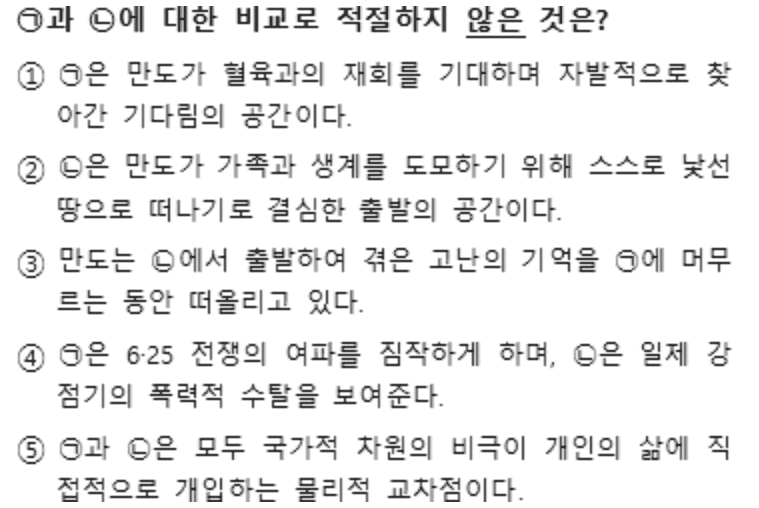 ㉠과 ㉡에 대한 비교로 적절하지 않은 것은?
① ㉠은 만도가 혈육과의 재회를 기대하며 자발적으로 찾
아간 기다림의 공간이다.
② ㉡은 만도가 가족과 생계를 도모하기 위해 스스로 낯선
땅으로 떠나기로 결심한 출발의 공간이다.
③ 만도는 ㉡에서 출발하여 겪은 고난의 기억을 ㉠에 머무
르는 동안 떠올리고 있다.
④ ㉠은 6·25 전쟁의 여파를 짐작하게 하며, ㉡은 일제 강
점기의 폭력적 수탈을 보여준다.
⑤ ㉠과 ㉡은 모두 국가적 차원의 비극이 개인의 삶에 직
접적으로 개입하는 물리적 교차점이다.